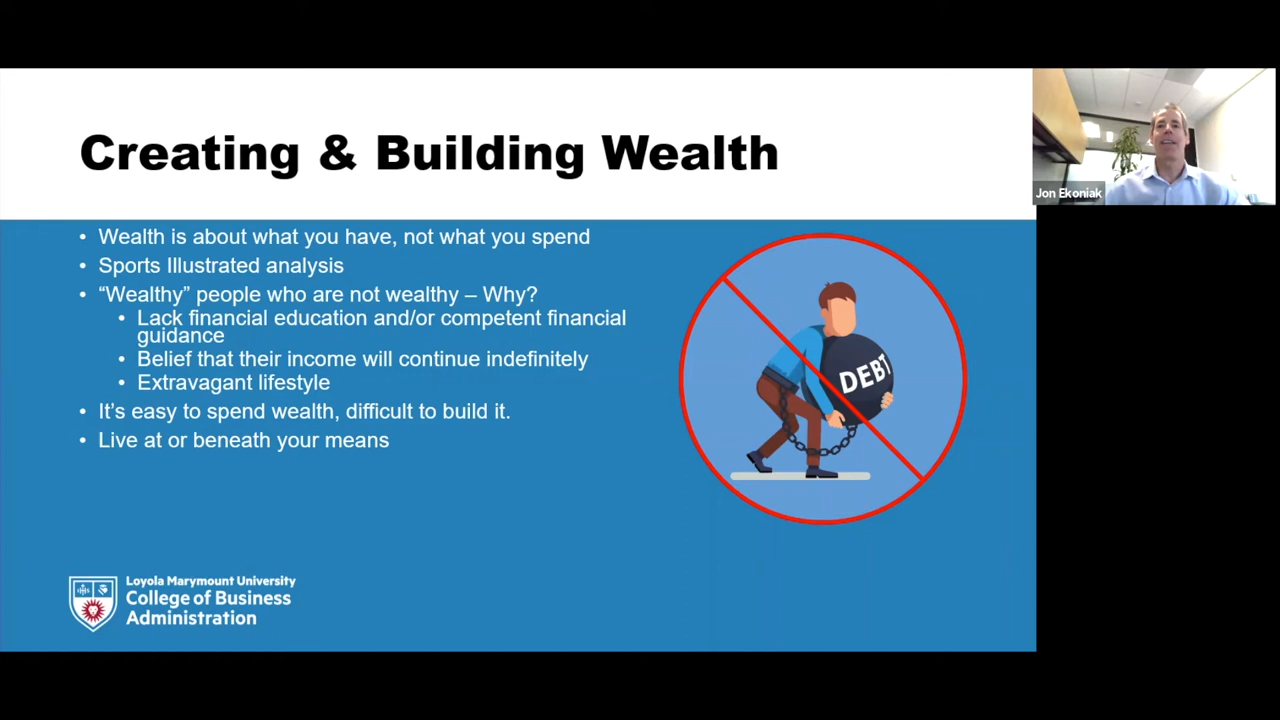 Creating & Building Wealth
Jon Ekoniak
• Wealth is about what you have, not what you spend
• Sports Illustrated analysis
• “Wealthy” people who are not wealthy – Why?
• Lack financial education and/or competent financial
guidance
• Belief that their income will continue indefinitely
• Extravagant lifestyle
• It’s easy to spend wealth, difficult to build it.
• Live at or beneath your means
DEBT
Loyola Marymount University
College of Business
Administration